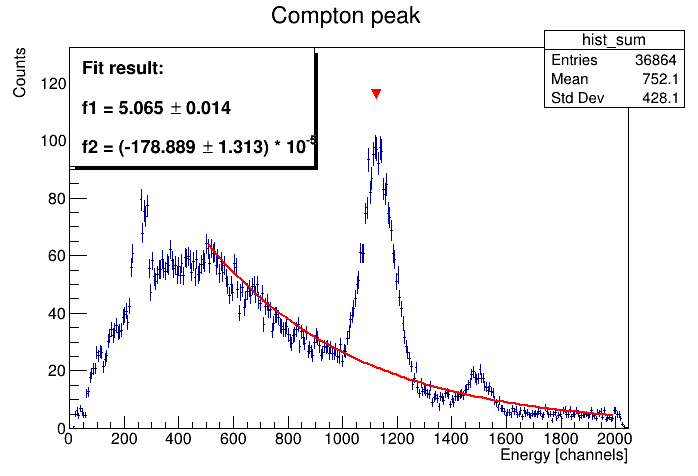 Compton peak
hist_sum
Entries 36864
Mean 752.1
Std Dev 428.1
Fit result:
f1 = 5.065 ± 0.014
f2 = (-178.889 ± 1.313) * 10^-5
Counts
120
100
80
60
40
20
0
0 200 400 600 800 1000 1200 1400 1600 1800 2000
Energy [channels]